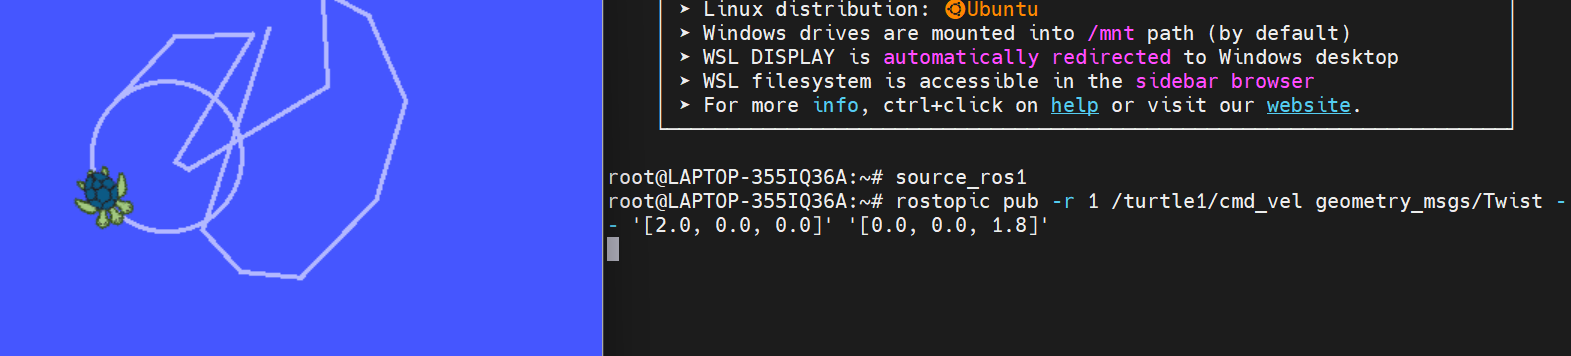 ➤ Linux distribution: Ubuntu
➤ Windows drives are mounted into /mnt path (by default)
➤ WSL DISPLAY is automatically redirected to Windows desktop
➤ WSL filesystem is accessible in the sidebar browser
➤ For more info, ctrl+click on help or visit our website.
root@LAPTOP-355IQ36A:~# source_ros1
root@LAPTOP-355IQ36A:~# rostopic pub -r 1 /turtle1/cmd_vel geometry_msgs/Twist -
- '[2.0, 0.0, 0.0]' '[0.0, 0.0, 1.8]'